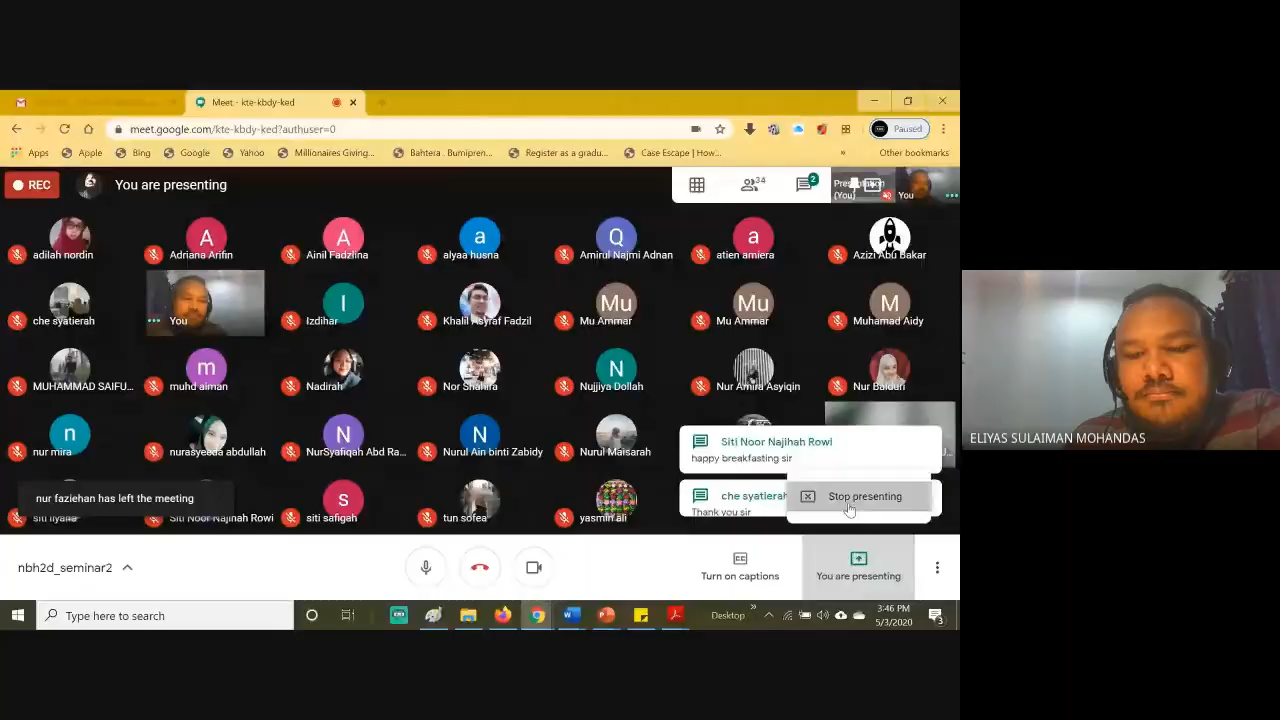 Meet - kte-kbdy-ked
meet.google.com/kte-kbdy-ked?authuser=0
Paused
Apps Apple Bing Google Yahoo Millionaires Giving... Bahtera . Bumipren... Register as a gradu... Case Escape | How... » Other bookmarks
REC
You are presenting
34
2
(You)
You
adilah nordin
A
Adriana Arifin
A
Ainil Fadzlina
a
alyaa husna
Q
Amirul Najmi Adnan
a
atien amiera
Azizi Abu Bakar
che syatierah
You
I
Izdihar
Khalil Asyraf Fadzil
Mu
Mu Ammar
Mu
Mu Ammar
M
Muhamad Aidy
MUHAMMAD SAIFU...
m
muhd aiman
Nadirah
Nor Shahira
N
Nujjiya Dollah
Nur Amira Asyiqin
Nur Baiduri
n
nur mira
nurasyeeda abdullah
N
NurSyafiqah Abd Ra...
N
Nurul Ain binti Zabidy
Nurul Maisarah
Siti Noor Najihah Rowi
happy breakfasting sir
nur faziehan has left the meeting
Siti Noor Najihah Rowi
s
siti safiqah
tun sofea
yasmin ali
che syatierah
Thank you sir
Stop presenting
nbh2d_seminar2
Turn on captions
You are presenting
Type here to search
Desktop
3:46 PM
5/3/2020
3
ELIYAS SULAIMAN MOHANDAS